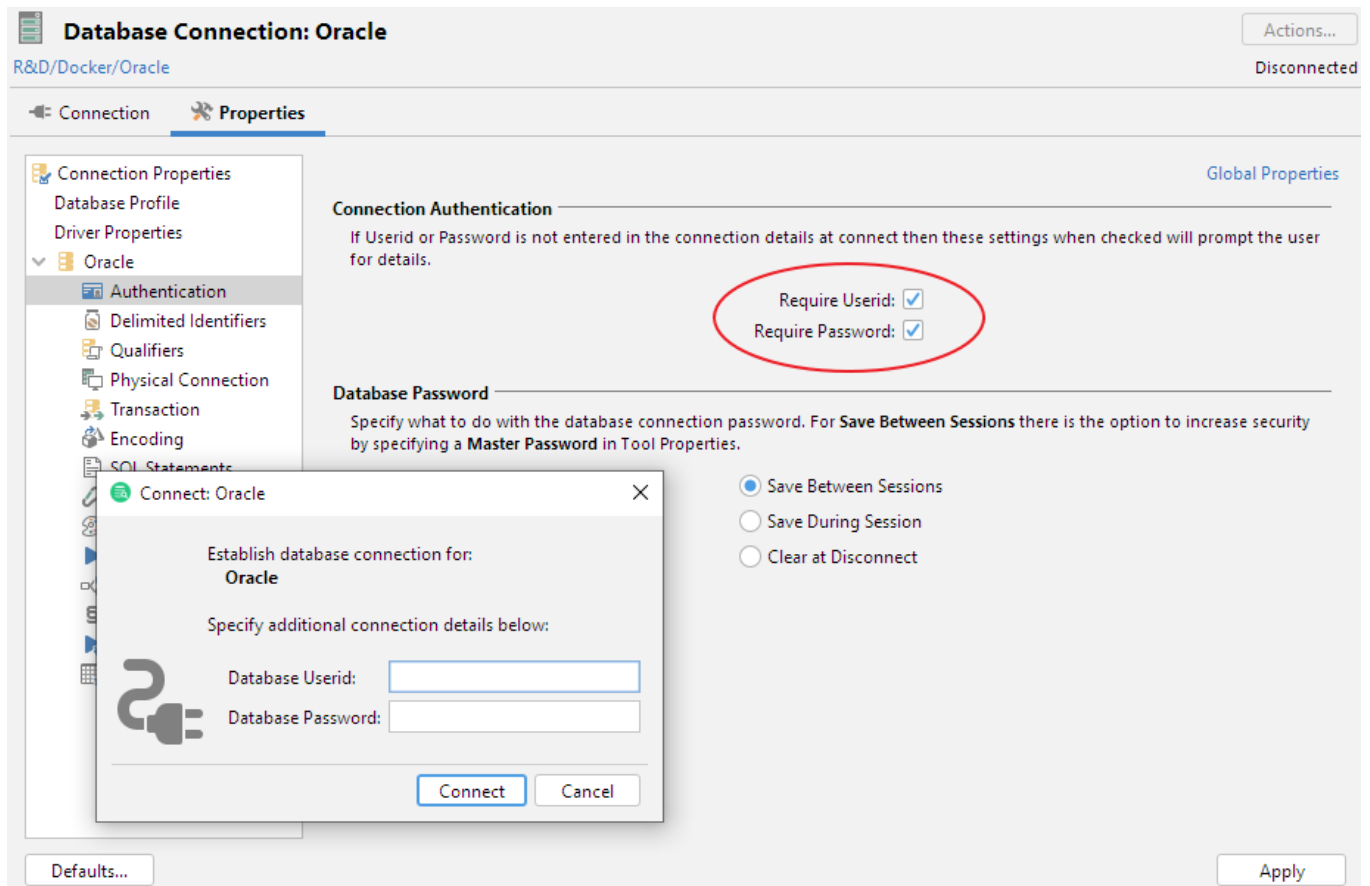 Database Connection: Oracle
Actions...
R&D/Docker/Oracle
Disconnected
Connection
Properties
Connection Properties
Global Properties
Database Profile
Connection Authentication
Driver Properties
If Userid or Password is not entered in the connection details at connect then these settings when checked will prompt the user
for details.
Oracle
Authentication
Require Userid:
Delimited Identifiers
Require Password:
Qualifiers
Physical Connection
Database Password
Transaction
Specify what to do with the database connection password. For Save Between Sessions there is the option to increase security
by specifying a Master Password in Tool Properties.
Encoding
SQL Statements
Save Between Sessions
Save During Session
Clear at Disconnect
Connect: Oracle
Establish database connection for:
Oracle
Specify additional connection details below:
Database Userid:
Database Password:
Connect
Cancel
Defaults...
Apply